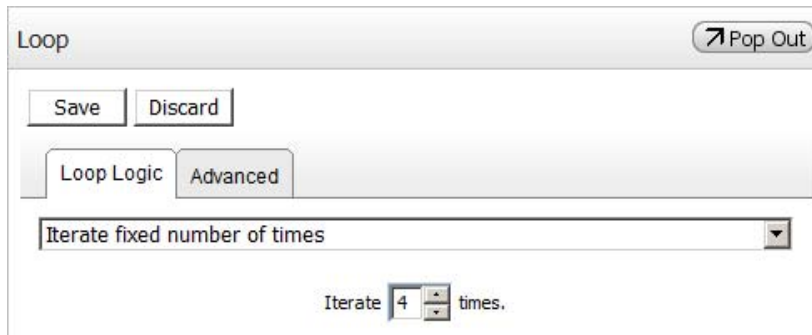 Loop
Pop Out
Save Discard
Loop Logic Advanced
Iterate fixed number of times
Iterate 4 times.